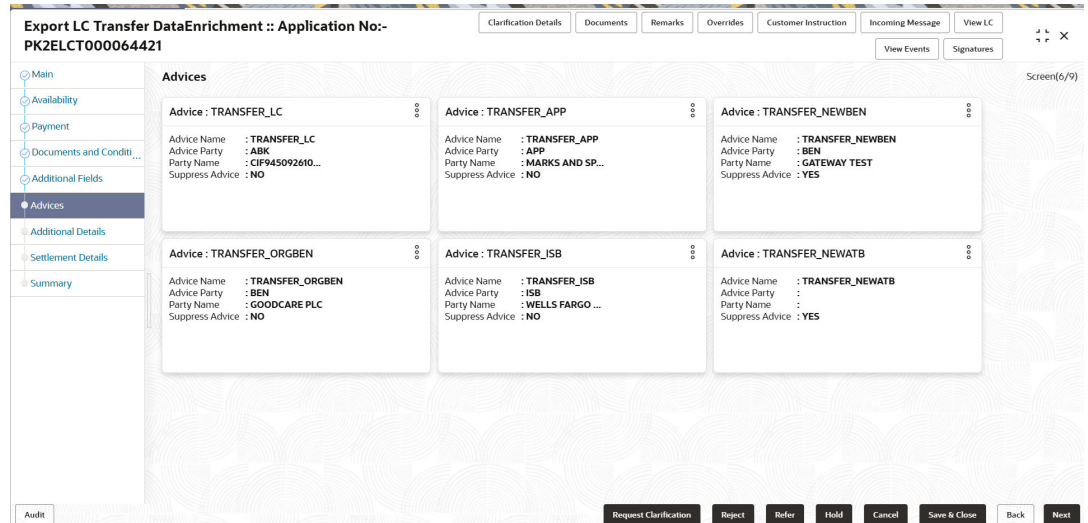 Export LC Transfer DataEnrichment :: Application No:-
PK2ELCT000064421
Clarification Details
Documents
Remarks
Overrides
Customer Instruction
Incoming Message
View LC
View Events
Signatures
Main
Availability
Payment
Documents and Conditi...
Additional Fields
Advices
Additional Details
Settlement Details
Summary
Advices
Screen(6/9)
Advice : TRANSFER_LC
Advice Name : TRANSFER_LC
Advice Party : ABK
Party Name : CIF945092610...
Suppress Advice : NO
Advice : TRANSFER_APP
Advice Name : TRANSFER_APP
Advice Party : APP
Party Name : MARKS AND SP...
Suppress Advice : NO
Advice : TRANSFER_NEWBEN
Advice Name : TRANSFER_NEWBEN
Advice Party : BEN
Party Name : GATEWAY TEST
Suppress Advice : YES
Advice : TRANSFER_ORGBEN
Advice Name : TRANSFER_ORGBEN
Advice Party : BEN
Party Name : GOODCARE PLC
Suppress Advice : NO
Advice : TRANSFER_ISB
Advice Name : TRANSFER_ISB
Advice Party : ISB
Party Name : WELLS FARGO ...
Suppress Advice : NO
Advice : TRANSFER_NEWATB
Advice Name : TRANSFER_NEWATB
Advice Party :
Party Name :
Suppress Advice : YES
Audit
Request Clarification
Reject
Refer
Hold
Cancel
Save & Close
Back
Next